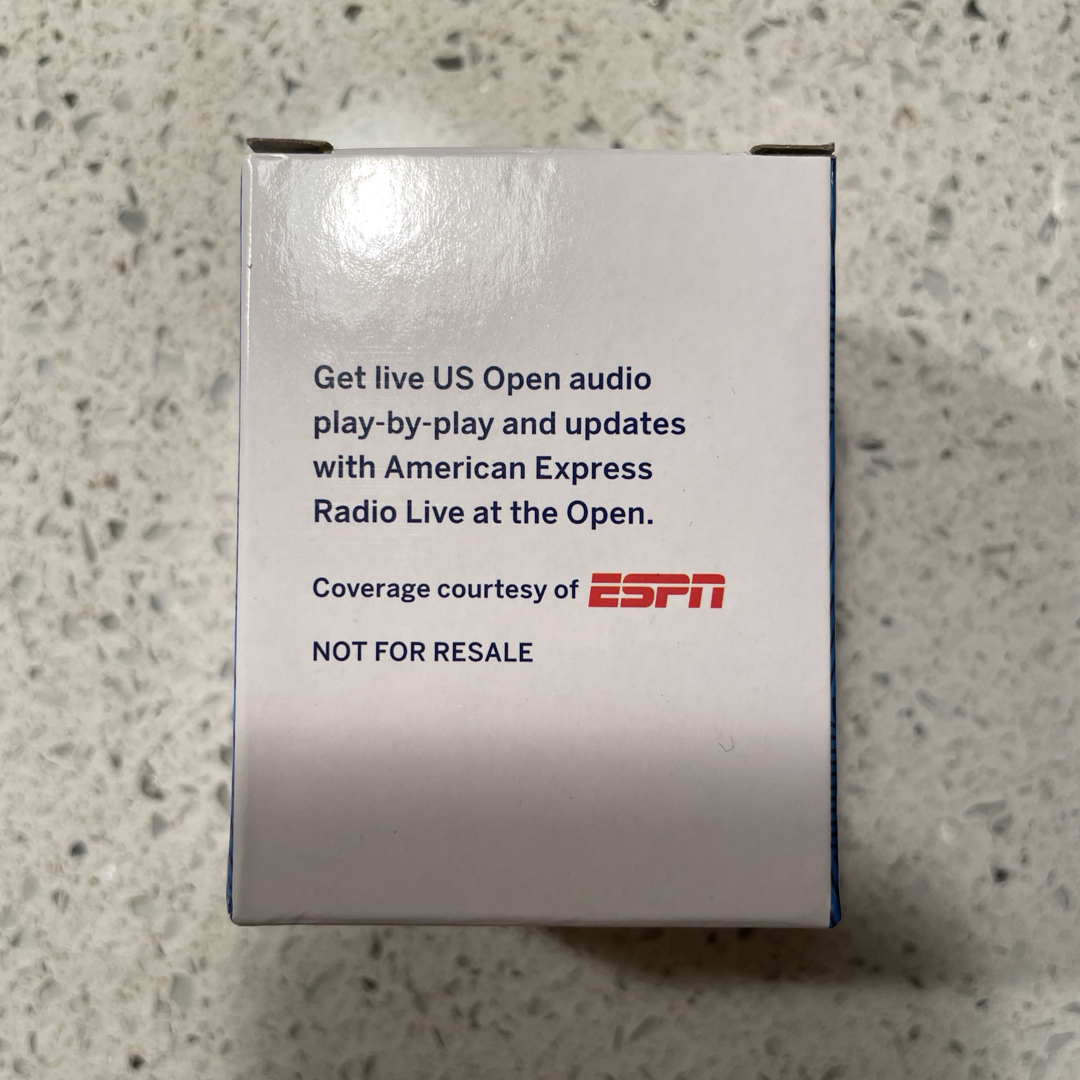 Get live US Open audio
play-by-play and updates
with American Express
Radio Live at the Open.
Coverage courtesy of ESPN
NOT FOR RESALE